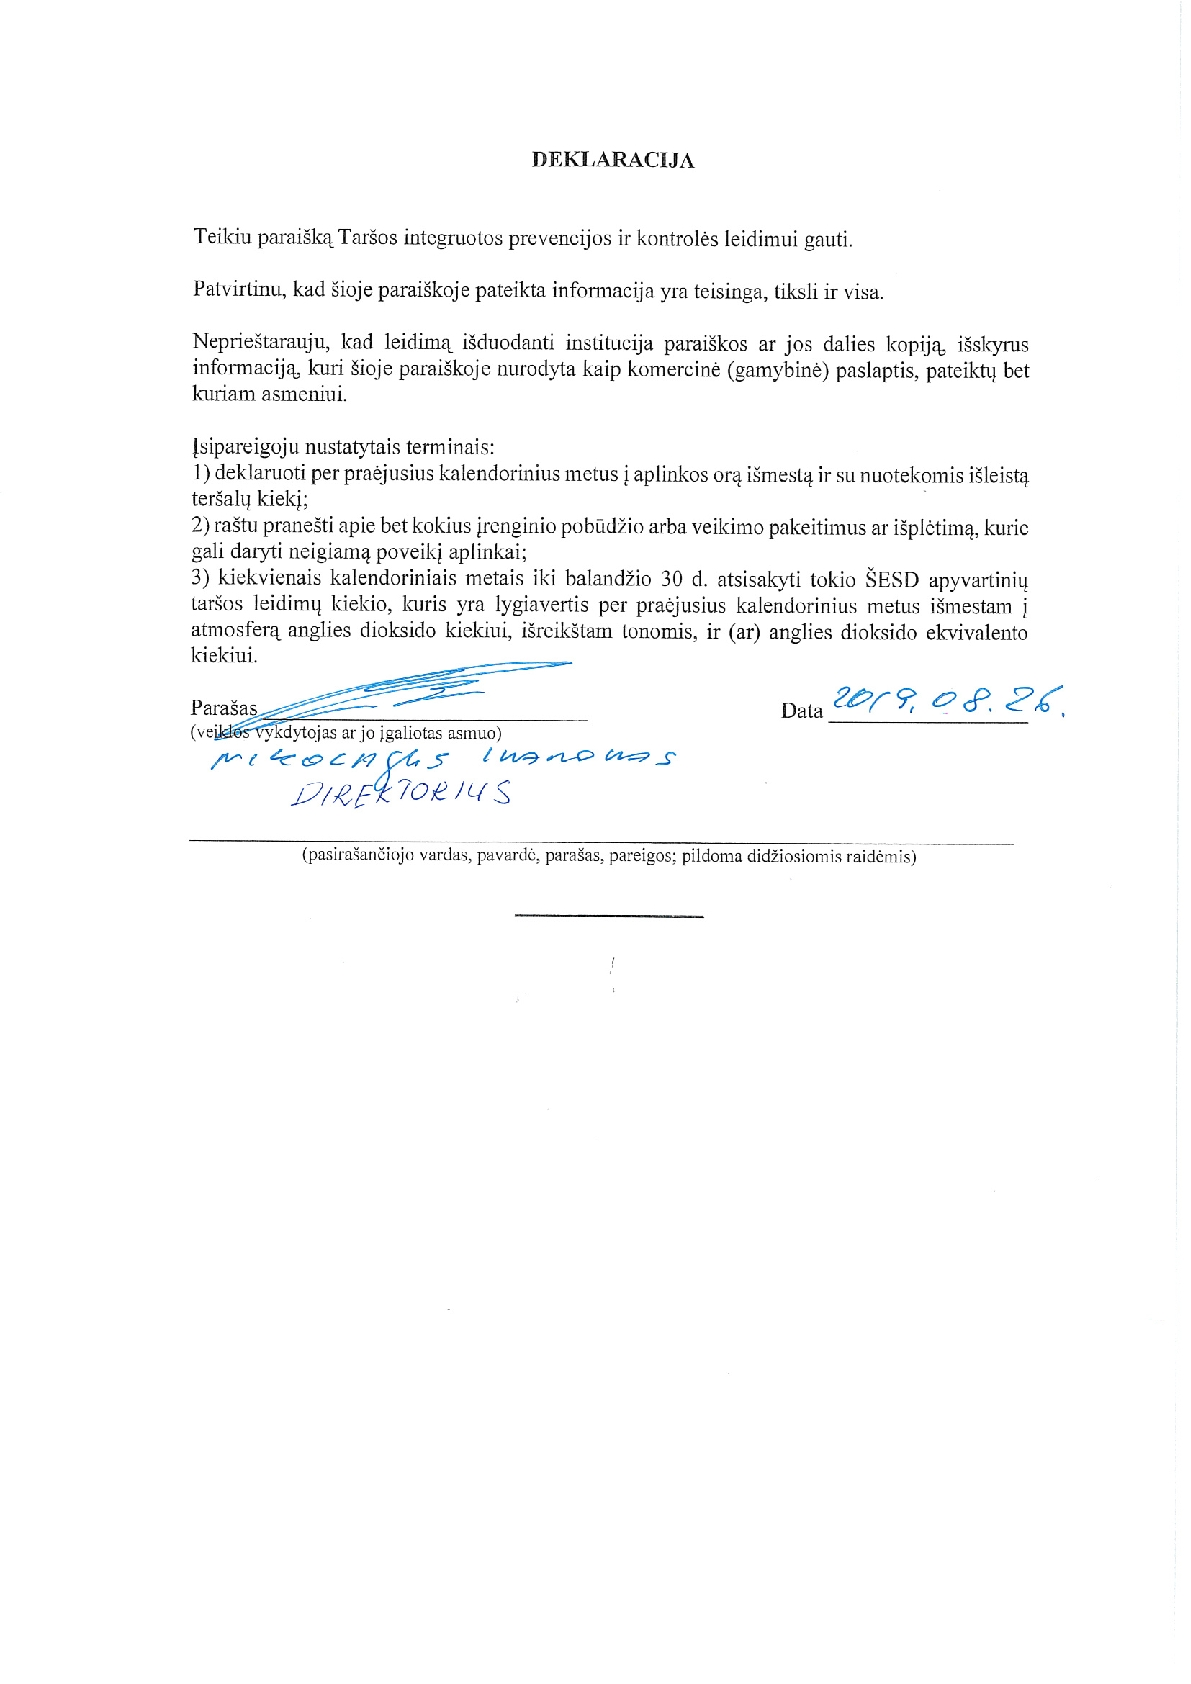 DEKLARACIJA
Teikiu paraišką Taršos integruotos prevencijos ir kontrolės leidimui gauti.
Patvirtinu, kad šioje paraiškoje pateikta informacija yra teisinga, tiksli ir visa.
Neprieštarauju, kad leidimą išduodanti institucija paraiškos ar jos dalies kopiją, išskyrus
informaciją, kuri šioje paraiškoje nurodyta kaip komercinė (gamybinė) paslaptis, pateiktų bet
kuriam asmeniui.
Įsipareigoju nustatytais terminais:
1) deklaruoti per praėjusius kalendorinius metus į aplinkos orą išmestą ir su nuotekomis išleistą
teršalų kiekį;
2) raštu pranešti apie bet kokius įrenginio pobūdžio arba veikimo pakeitimus ar išplėtimą, kurie
gali daryti neigiamą poveikį aplinkai;
3) kiekvienais kalendoriniais metais iki balandžio 30 d. atsisakyti tokio ŠESD apyvartinių
taršos leidimų kiekio, kuris yra lygiavertis per praėjusius kalendorinius metus išmestam į
atmosferą anglies dioksido kiekiui, išreikštam tonomis, ir (ar) anglies dioksido ekvivalento
kiekiui.
Parašas Data 2019.08.26.
(veiklos vykdytojas ar jo įgaliotas asmuo)
DIREKTORIUS
(pasirašančiojo vardas, pavardė, parašas, pareigos; pildoma didžiosiomis raidėmis)